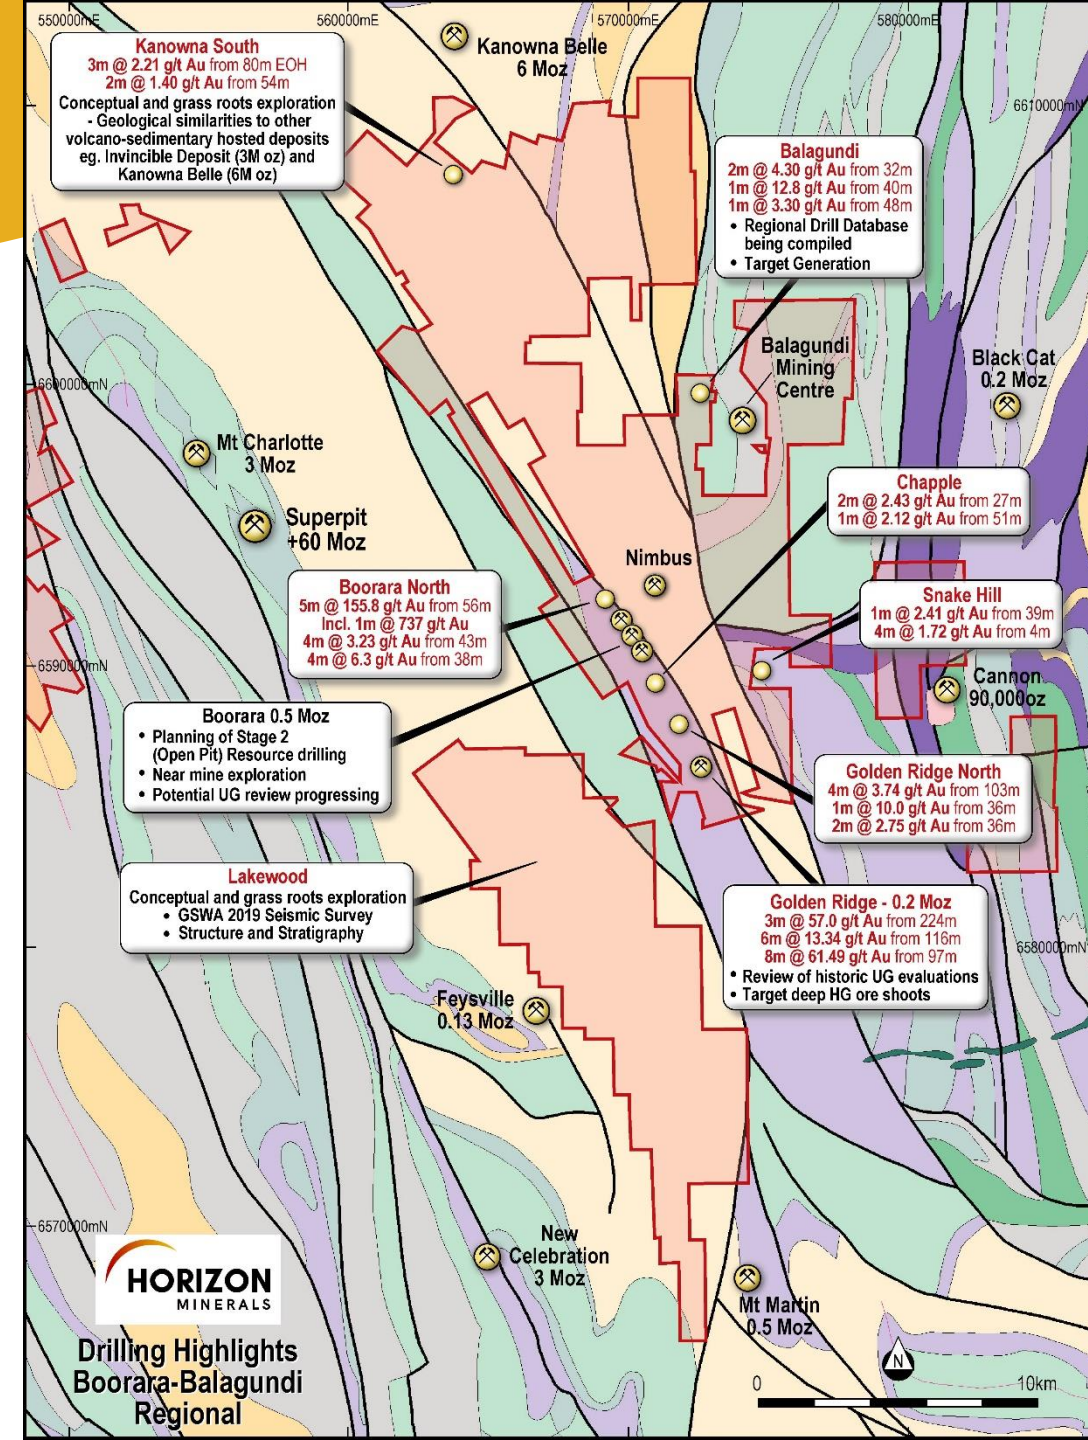 550000mE
560000mE
570000mE
580000mE
Kanowna South
3m @ 2.21 g/t Au from 80m EOH
2m @ 1.40 g/t Au from 54m
Conceptual and grass roots exploration
- Geological similarities to other
volcano-sedimentary hosted deposits
eg. Invincible Deposit (3M oz) and
Kanowna Belle (6M oz)
Kanowna Belle
6 Moz
6610000mN
Balagundi
2m @ 4.30 g/t Au from 32m
1m @ 12.8 g/t Au from 40m
1m @ 3.30 g/t Au from 48m
• Regional Drill Database
being compiled
• Target Generation
Balagundi
Mining
Centre
Black Cat
0.2 Moz
6600000mN
Mt Charlotte
3 Moz
Superpit
+60 Moz
Chapple
2m @ 2.43 g/t Au from 27m
1m @ 2.12 g/t Au from 51m
Nimbus
Boorara North
5m @ 155.8 g/t Au from 56m
Incl. 1m @ 737 g/t Au
4m @ 3.23 g/t Au from 43m
4m @ 6.3 g/t Au from 38m
Snake Hill
1m @ 2.41 g/t Au from 39m
4m @ 1.72 g/t Au from 4m
6590000mN
Cannon
90,000oz
Boorara 0.5 Moz
• Planning of Stage 2
(Open Pit) Resource drilling
• Near mine exploration
• Potential UG review progressing
Golden Ridge North
4m @ 3.74 g/t Au from 103m
1m @ 10.0 g/t Au from 36m
2m @ 2.75 g/t Au from 36m
Lakewood
Conceptual and grass roots exploration
• GSWA 2019 Seismic Survey
• Structure and Stratigraphy
Golden Ridge - 0.2 Moz
3m @ 57.0 g/t Au from 224m
6m @ 13.34 g/t Au from 116m
8m @ 61.49 g/t Au from 97m
• Review of historic UG evaluations
• Target deep HG ore shoots
6580000mN
Feysville
0.13 Moz
6570000mN
New
Celebration
3 Moz
Mt Martin
0.5 Moz
HORIZON
MINERALS
Drilling Highlights
Boorara-Balagundi
Regional
N
0
10km